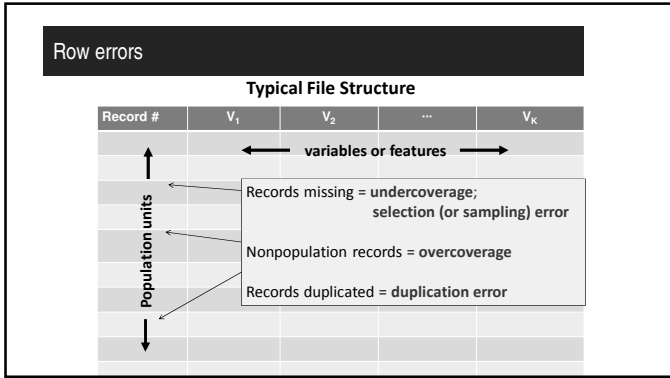 Row errors
Typical File Structure
Record # V1 V2 ... VK
variables or features
Population units
Records missing = undercoverage;
selection (or sampling) error
Nonpopulation records = overcoverage
Records duplicated = duplication error